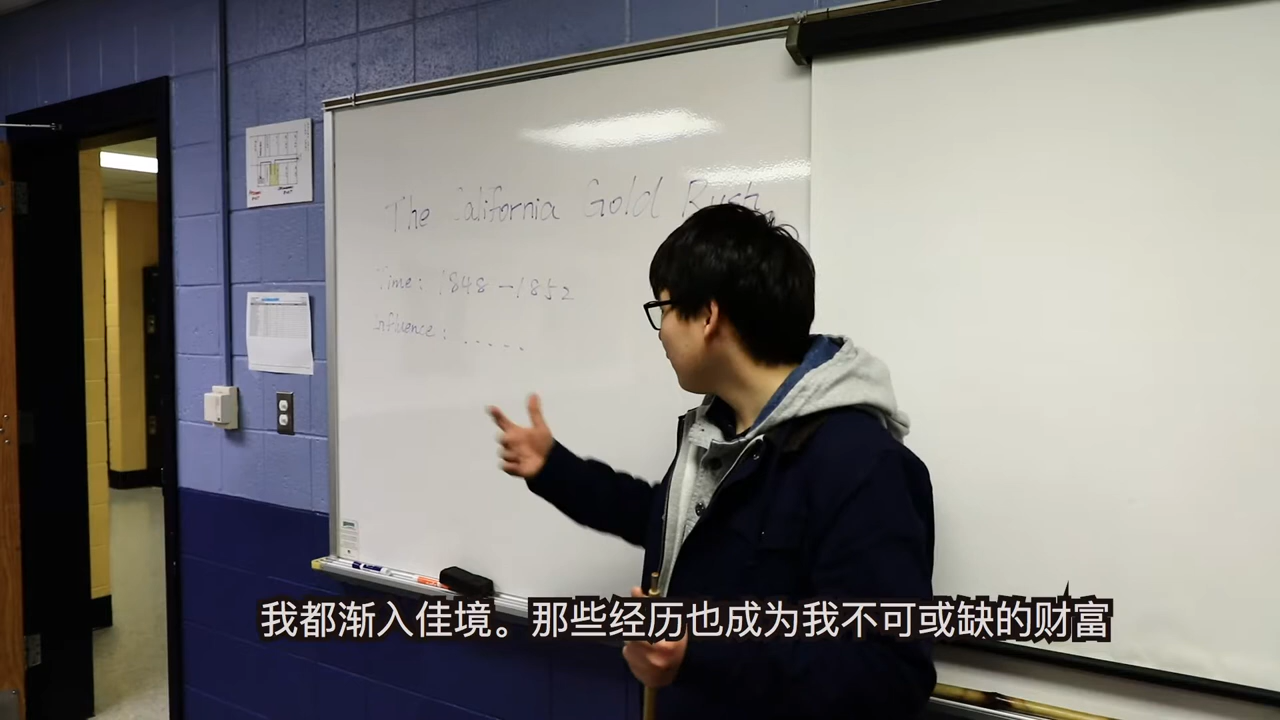 The California Gold Rush
Time: 1848-1852
Influence: .....
我都渐入佳境。那些经历也成为我不可或缺的财富